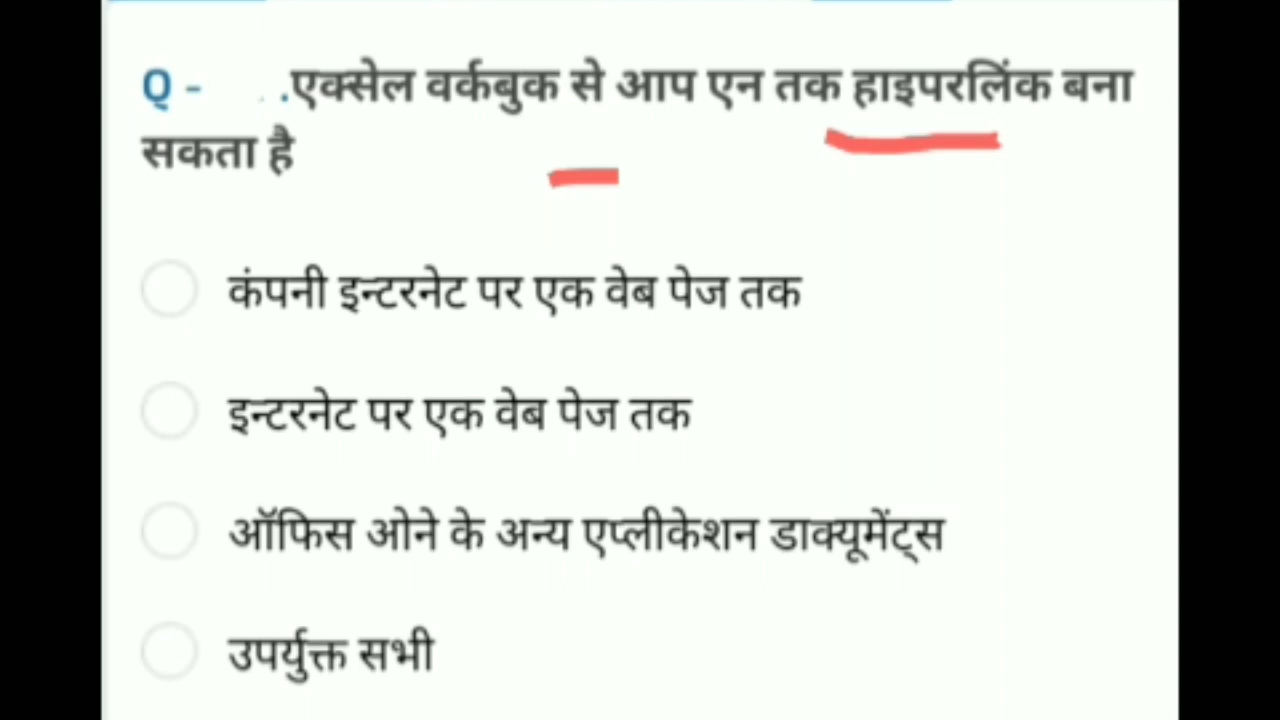 Q - .एक्सेल वर्कबुक से आप एन तक हाइपरलिंक बना
सकता है
कंपनी इन्टरनेट पर एक वेब पेज तक
इन्टरनेट पर एक वेब पेज तक
ऑफिस ओने के अन्य एप्लीकेशन डाक्यूमेंट्स
उपर्युक्त सभी